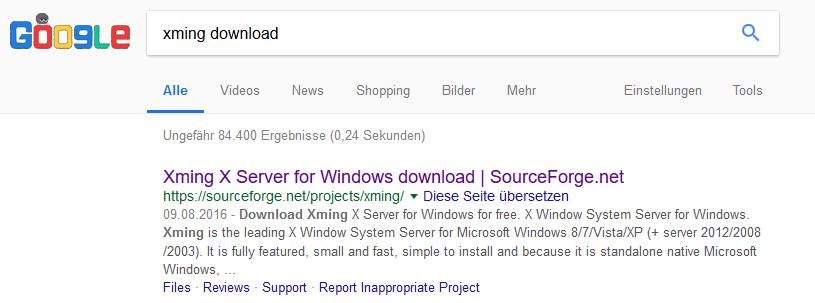 Google
xming download
Alle Videos News Shopping Bilder Mehr Einstellungen Tools
Ungefähr 84.400 Ergebnisse (0,24 Sekunden)
Xming X Server for Windows download | SourceForge.net
https://sourceforge.net/projects/xming/ Diese Seite übersetzen
09.08.2016 - Download Xming X Server for Windows for free. X Window System Server for Windows.
Xming is the leading X Window System Server for Microsoft Windows 8/7/Vista/XP (+ server 2012/2008
/2003). It is fully featured, small and fast, simple to install and because it is standalone native Microsoft
Windows, ...
Files · Reviews · Support · Report Inappropriate Project